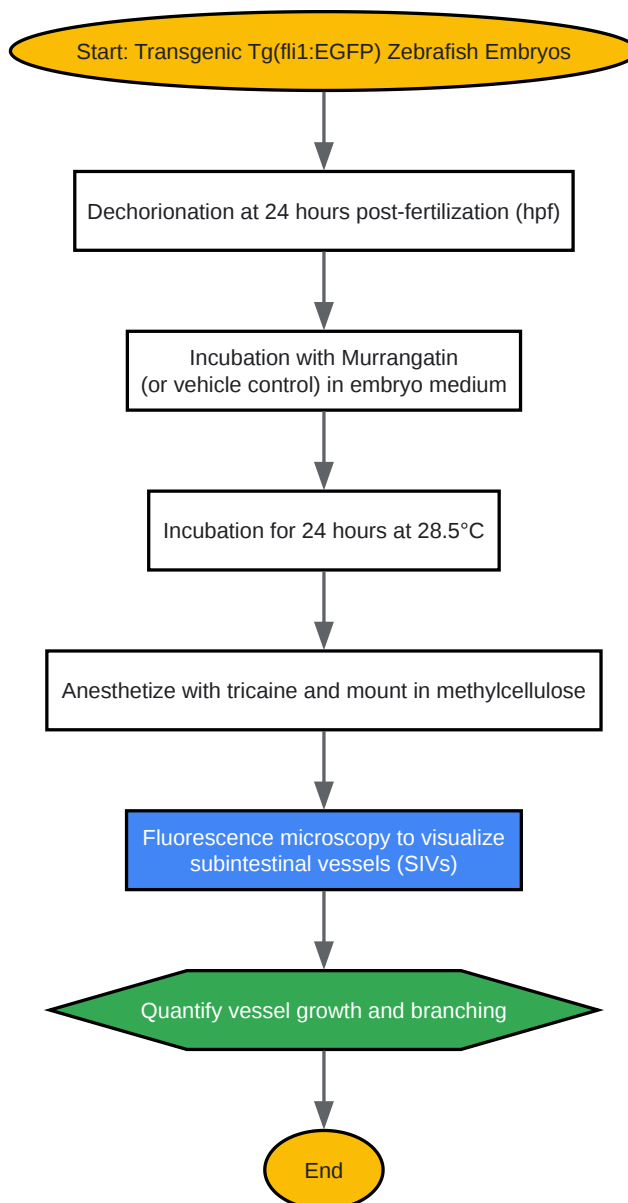 Start: Transgenic Tg(fli1:EGFP) Zebrafish Embryos
Dechorionation at 24 hours post-fertilization (hpf)
Incubation with Murrangatin
(or vehicle control) in embryo medium
Incubation for 24 hours at 28.5°C
Anesthetize with tricaine and mount in methylcellulose
Fluorescence microscopy to visualize
subintestinal vessels (SIVs)
Quantify vessel growth and branching
End